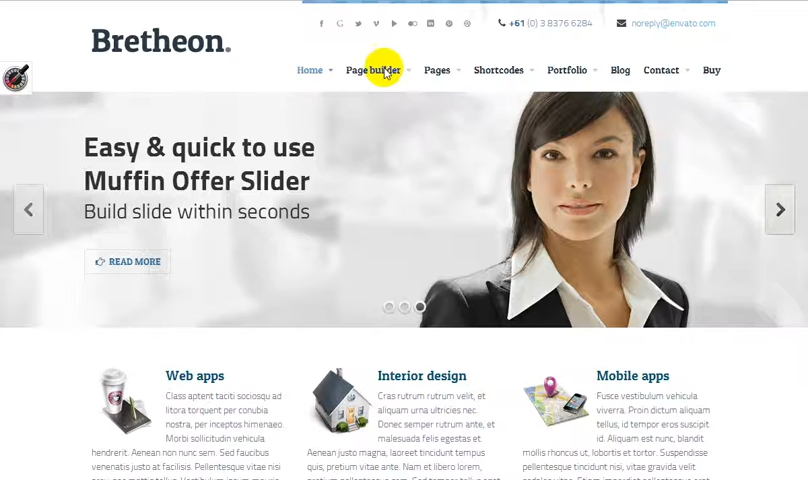 +61 (0) 3 8376 6284 noreply@envato.com
Bretheon.
Home Page builder Pages Shortcodes Portfolio Blog Contact Buy
Easy & quick to use
Muffin Offer Slider
Build slide within seconds
READ MORE
Web apps
Class aptent taciti sociosqu ad
litora torquent per conubia
nostra, per inceptos himenaeo.
Morbi sollicitudin vehicula
hendrerit. Aenean non nunc sem. Sed faucibus
venenatis justo at facilisis. Pellentesque vitae nisi
Interior design
Cras rutrum rutrum velit, et
aliquam urna ultricies nec.
Donec semper rutrum ante, et
malesuada felis egestas et.
Aenean justo magna, laoreet tincidunt tempus
quis, pretium vitae ante. Nam et libero lorem,
Mobile apps
Fusce vestibulum vehicula
viverra. Proin dictum aliquam
tellus, id tempor eros suscipit
id. Aliquam est nunc, blandit
mollis rhoncus ut, lobortis et tortor. Suspendisse
pellentesque tincidunt nisi, vitae gravida velit